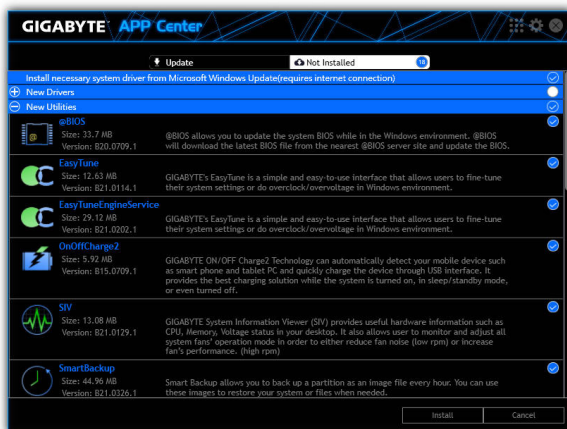 GIGABYTE APP Center
Update
Not Installed 18
Install necessary system driver from Microsoft Windows Update(requires internet connection)
New Drivers
New Utilities
@BIOS
Size: 33.7 MB
Version: B20.0709.1
@BIOS allows you to update the system BIOS while in the Windows environment. @BIOS
will download the latest BIOS file from the nearest @BIOS server site and update the BIOS.
EasyTune
Size: 12.63 MB
Version: B21.0114.1
GIGABYTE's EasyTune is a simple and easy-to-use interface that allows users to fine-tune
their system settings or do overclock/overvoltage in Windows environment.
EasyTuneEngineService
Size: 29.12 MB
Version: B21.0202.1
GIGABYTE's EasyTune is a simple and easy-to-use interface that allows users to fine-tune
their system settings or do overclock/overvoltage in Windows environment.
OnOffCharge2
Size: 5.92 MB
Version: B15.0709.1
GIGABYTE ON/OFF Charge2 Technology can automatically detect your mobile device such
as smart phone and tablet PC and quickly charge the device through USB interface. It
provides the best charging solution while the system is turned on, in sleep/standby mode,
or even turned off.
SIV
Size: 13.08 MB
Version: B21.0129.1
GIGABYTE System Information Viewer (SIV) provides useful hardware information such as
CPU, Memory, Voltage status in your desktop. It also allows user to monitor and adjust all
system fans' operation mode in order to either reduce fan noise (low rpm) or increase
fan's performance. (high rpm)
SmartBackup
Size: 44.96 MB
Version: B21.0326.1
Smart Backup allows you to back up a partition as an image file every hour. You can use
these images to restore your system or files when needed.
Install
Cancel